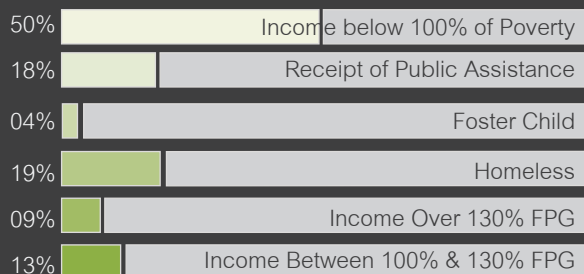 50% Income below 100% of Poverty
18% Receipt of Public Assistance
04% Foster Child
19% Homeless
09% Income Over 130% FPG
13% Income Between 100% & 130% FPG